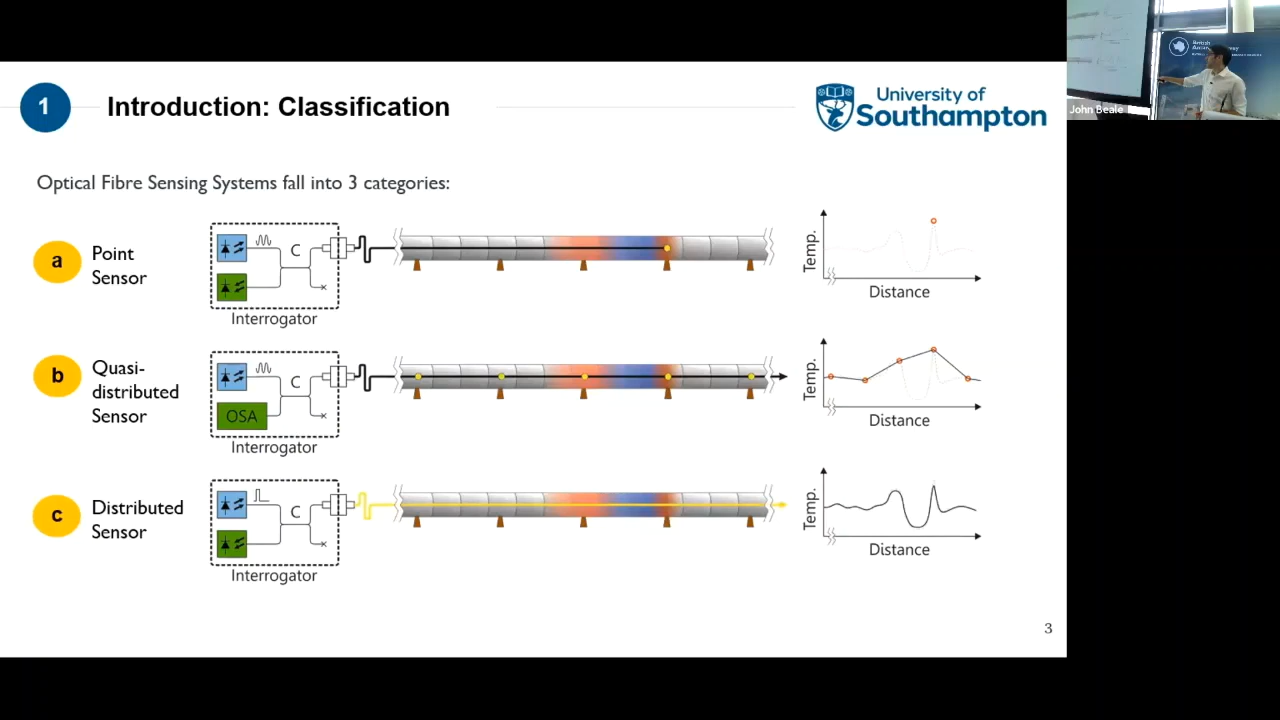 1
Introduction: Classification
University of
Southampton
John Beale
British
Optical Fibre Sensing Systems fall into 3 categories:
a
Point
Sensor
C
Interrogator
Temp.
Distance
b
Quasi-
distributed
Sensor
C
OSA
Interrogator
Temp.
Distance
c
Distributed
Sensor
C
Interrogator
Temp.
Distance
3